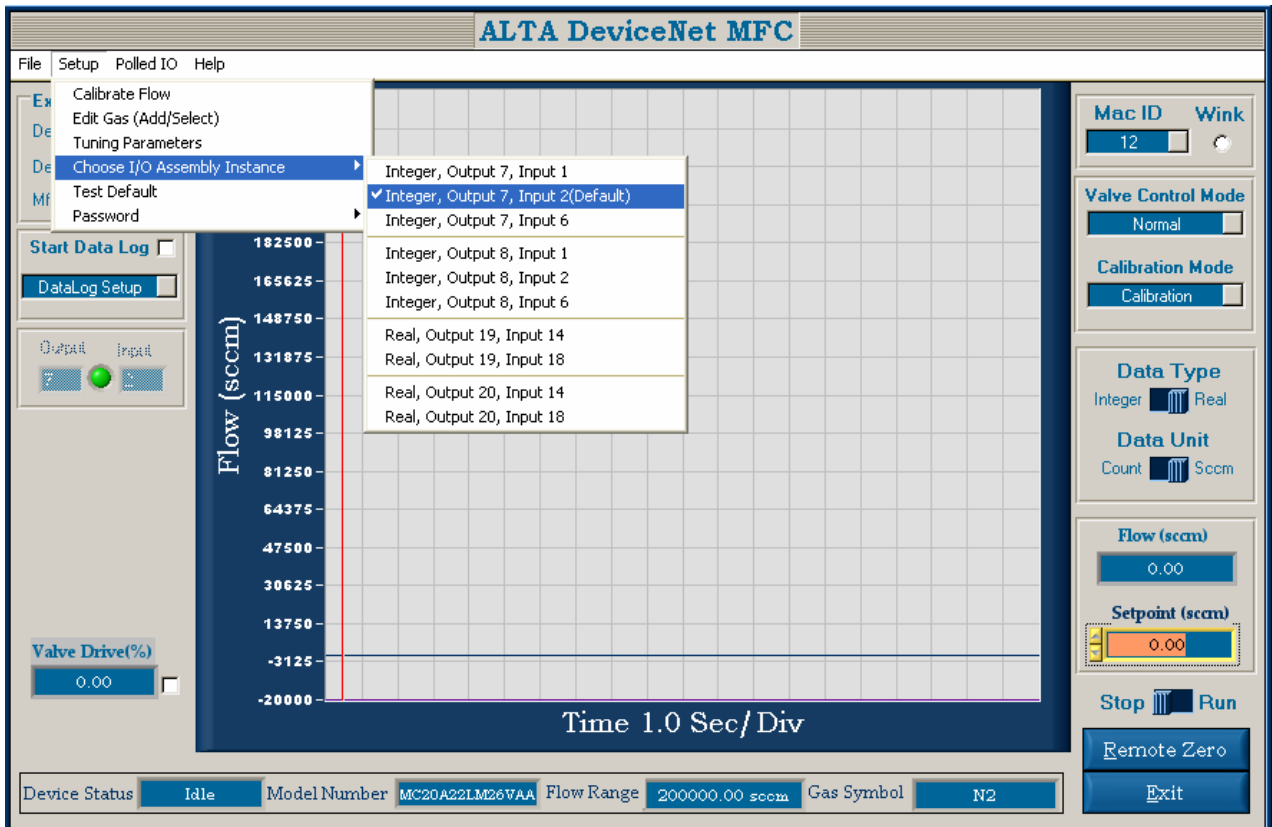 ALTA DeviceNet MFC
File Setup Polled IO Help
Calibrate Flow
Edit Gas (Add/Select)
Tuning Parameters
Choose I/O Assembly Instance
Test Default
Password
Integer, Output 7, Input 1
Integer, Output 7, Input 2(Default)
Integer, Output 7, Input 6
Integer, Output 8, Input 1
Integer, Output 8, Input 2
Integer, Output 8, Input 6
Real, Output 19, Input 14
Real, Output 19, Input 18
Real, Output 20, Input 14
Real, Output 20, Input 18
Ex
De
De
Mf
Start Data Log
DataLog Setup
Output Input
7 2
Valve Drive(%)
0.00
Flow (sccm)
182500
165625
148750
131875
115000
98125
81250
64375
47500
30625
13750
-3125
-20000
Time 1.0 Sec/Div
Mac ID Wink
12
Valve Control Mode
Normal
Calibration Mode
Calibration
Data Type
Integer Real
Data Unit
Count Sccm
Flow (sccm)
0.00
Setpoint (sccm)
0.00
Stop Run
Remote Zero
Exit
Device Status Idle Model Number MC20A22LM26VAA Flow Range 200000.00 sccm Gas Symbol N2